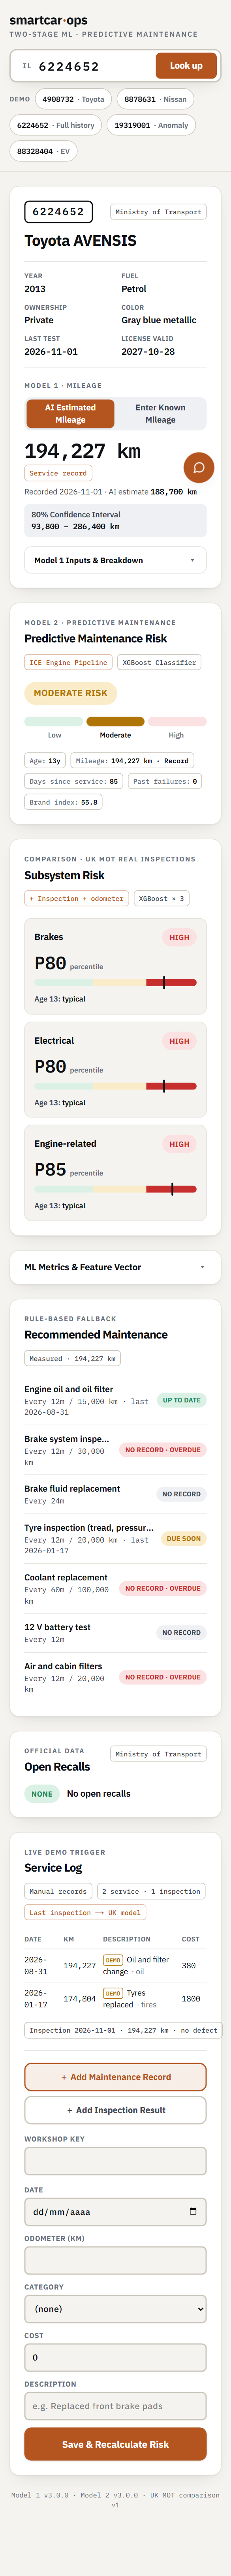 smartcar·ops
TWO-STAGE ML · PREDICTIVE MAINTENANCE
IL 6224652 Look up
DEMO 4908732 · Toyota 8878631 · Nissan
6224652 · Full history 19319001 · Anomaly
88328404 · EV
6224652 Ministry of Transport
Toyota AVENSIS
YEAR FUEL
2013 Petrol
OWNERSHIP COLOR
Private Gray blue metallic
LAST TEST LICENSE VALID
2026-11-01 2027-10-28
MODEL 1 · MILEAGE
AI Estimated Mileage
Enter Known Mileage
194,227 km
Service record
Recorded 2026-11-01 · AI estimate 188,700 km
80% Confidence Interval
93,800 – 286,400 km
Model 1 Inputs & Breakdown
MODEL 2 · PREDICTIVE MAINTENANCE
Predictive Maintenance Risk
ICE Engine Pipeline XGBoost Classifier
MODERATE RISK
Low Moderate High
Age: 13y Mileage: 194,227 km · Record
Days since service: 85 Past failures: 0
Brand index: 55.8
COMPARISON · UK MOT REAL INSPECTIONS
Subsystem Risk
+ Inspection + odometer XGBoost × 3
Brakes HIGH
P80 percentile
Age 13: typical
Electrical HIGH
P80 percentile
Age 13: typical
Engine-related HIGH
P85 percentile
Age 13: typical
ML Metrics & Feature Vector
RULE-BASED FALLBACK
Recommended Maintenance
Measured · 194,227 km
Engine oil and oil filter
Every 12m / 15,000 km · last
2026-08-31
UP TO DATE
Brake system inspe...
Every 12m / 30,000
km
NO RECORD · OVERDUE
Brake fluid replacement
Every 24m
NO RECORD
Tyre inspection (tread, pressur...
Every 12m / 20,000 km · last
2026-01-17
DUE SOON
Coolant replacement
Every 60m / 100,000
km
NO RECORD · OVERDUE
12 V battery test
Every 12m
NO RECORD
Air and cabin filters
Every 12m / 20,000
km
NO RECORD · OVERDUE
OFFICIAL DATA Ministry of Transport
Open Recalls
NONE No open recalls
LIVE DEMO TRIGGER
Service Log
Manual records 2 service · 1 inspection
Last inspection → UK model
DATE KM DESCRIPTION COST
2026-08-31 194,227 DEMO Oil and filter change · oil 380
2026-01-17 174,804 DEMO Tyres replaced · tires 1800
Inspection 2026-11-01 · 194,227 km · no defect
+ Add Maintenance Record
+ Add Inspection Result
WORKSHOP KEY
DATE
dd/mm/aaaa
ODOMETER (KM)
CATEGORY
(none)
COST
0
DESCRIPTION
e.g. Replaced front brake pads
Save & Recalculate Risk
Model 1 v3.0.0 · Model 2 v3.0.0 · UK MOT comparison
v1